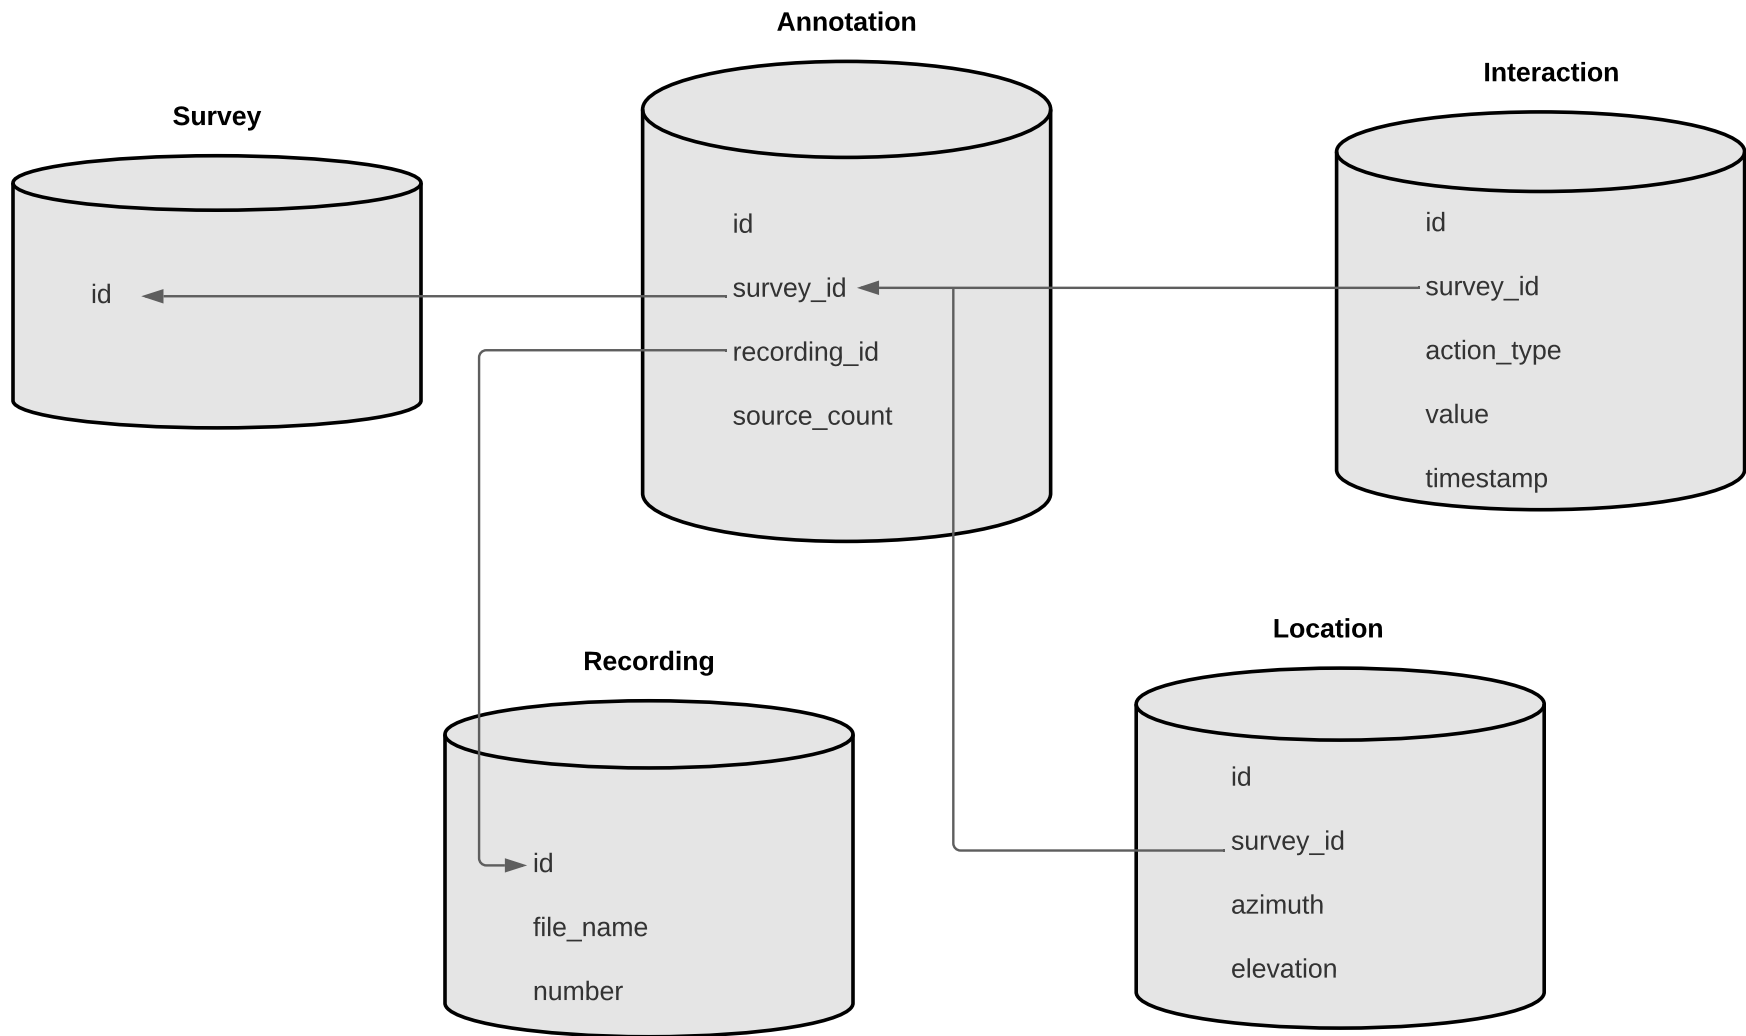 Survey
id
Annotation
id
survey_id
recording_id
source_count
Interaction
id
survey_id
action_type
value
timestamp
Recording
id
file_name
number
Location
id
survey_id
azimuth
elevation